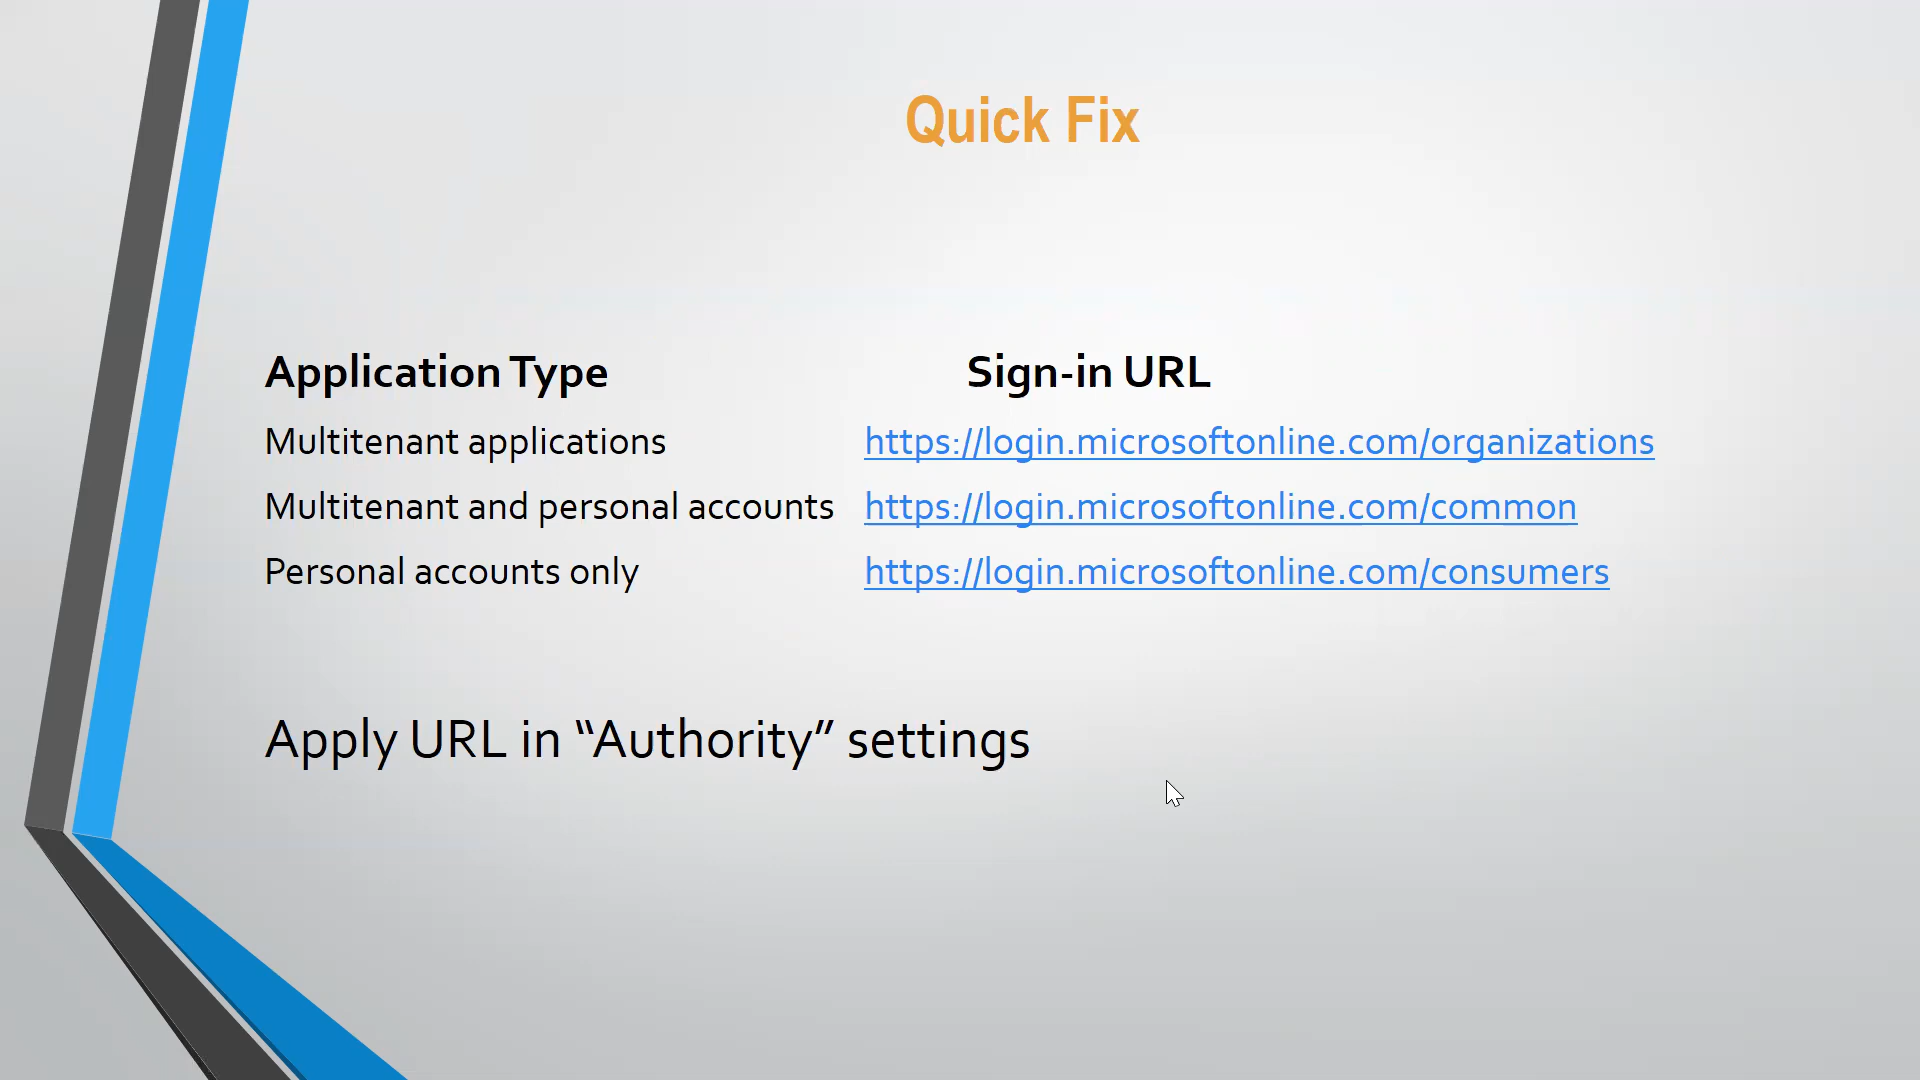 Quick Fix
Application Type Sign-in URL
Multitenant applications https://login.microsoftonline.com/organizations
Multitenant and personal accounts https://login.microsoftonline.com/common
Personal accounts only https://login.microsoftonline.com/consumers
Apply URL in “Authority” settings